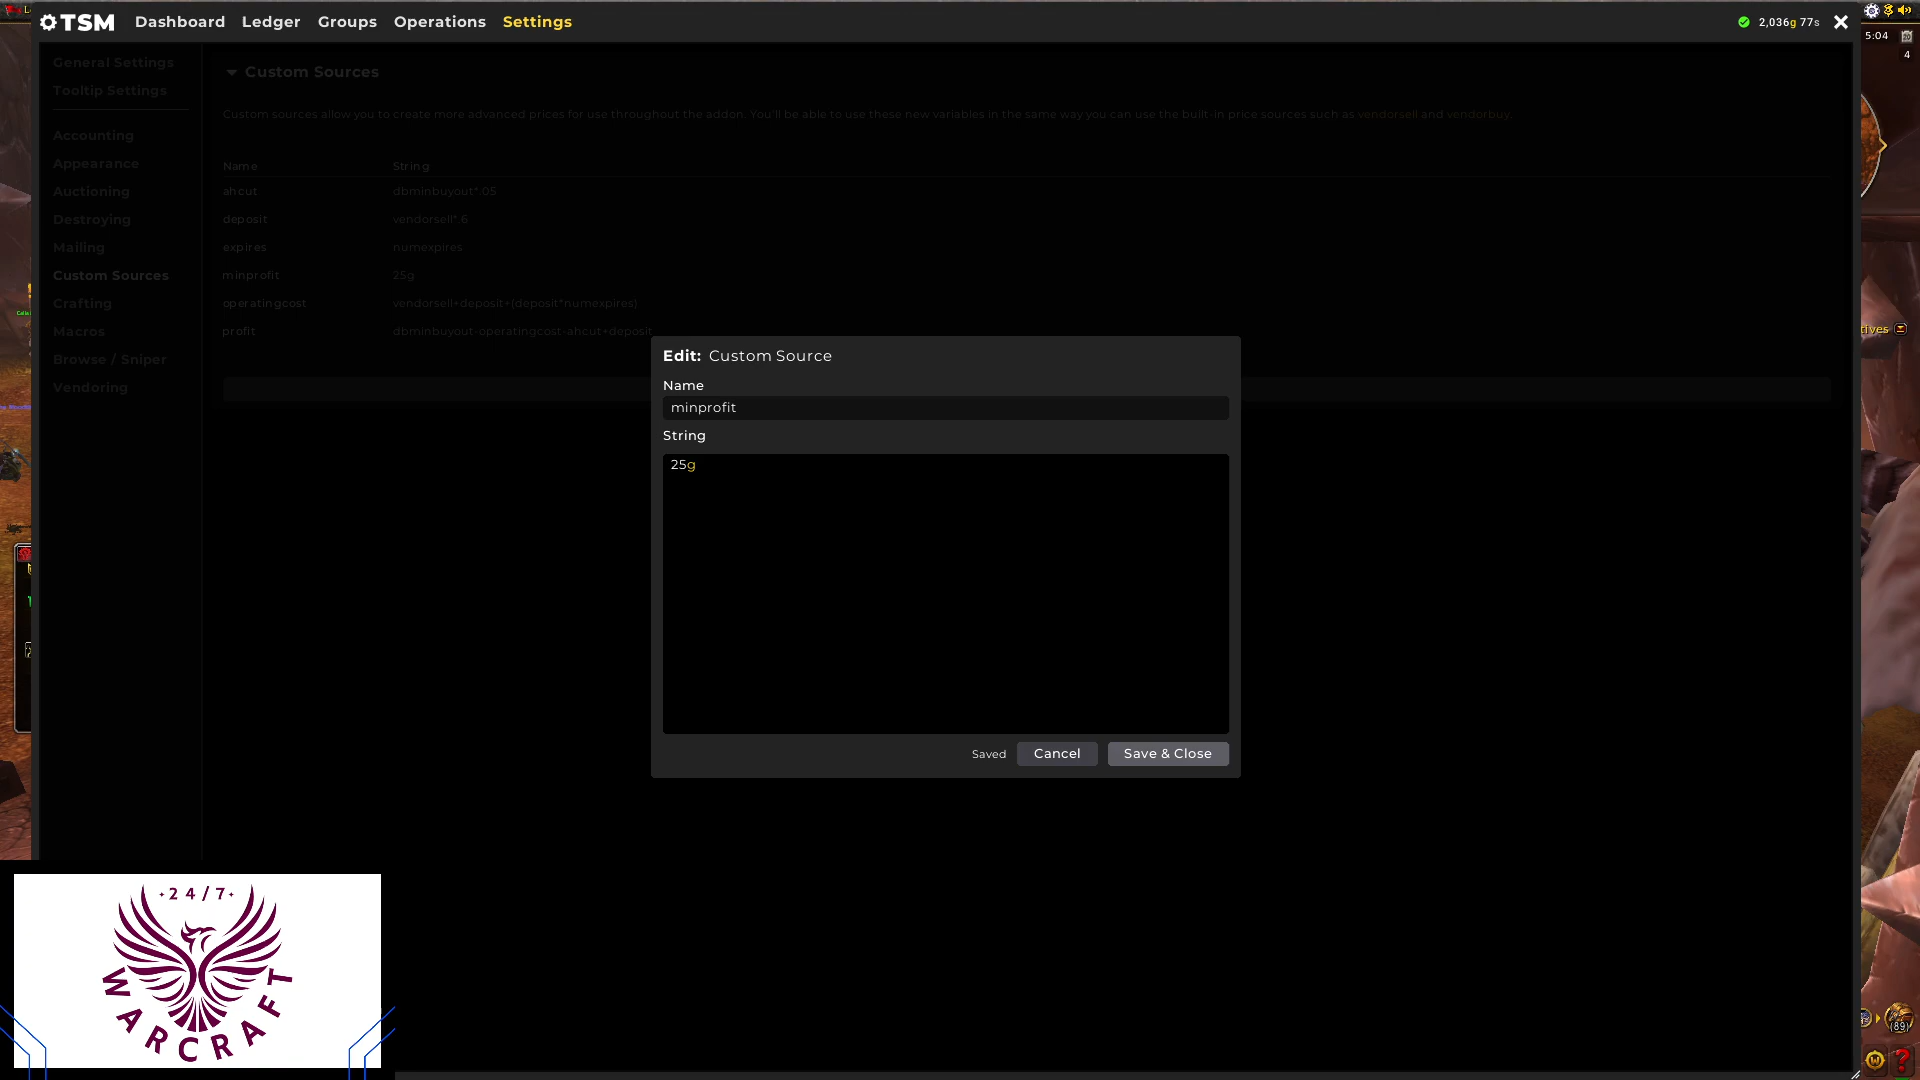 TSM Dashboard Ledger Groups Operations Settings 2,036g 77s
5:04
4
General Settings
Tooltip Settings
Accounting
Appearance
Auctioning
Destroying
Mailing
Custom Sources
Crafting
Macros
Browse / Sniper
Vendoring
Custom Sources
Custom sources allow you to create more advanced prices for use throughout the addon. You'll be able to use these new variables in the same way you can use the built-in price sources such as vendorsell and vendorbuy.
Name String
ahcut dbminbuyout*.05
deposit vendorsell*.6
expires numexpires
minprofit 25g
operatingcost vendorsell+deposit+(deposit*numexpires)
profit dbminbuyout-operatingcost-ahcut+deposit
Edit: Custom Source
Name
minprofit
String
25g
Saved Cancel Save & Close
tives
(89)
24/7
WARCRAFT